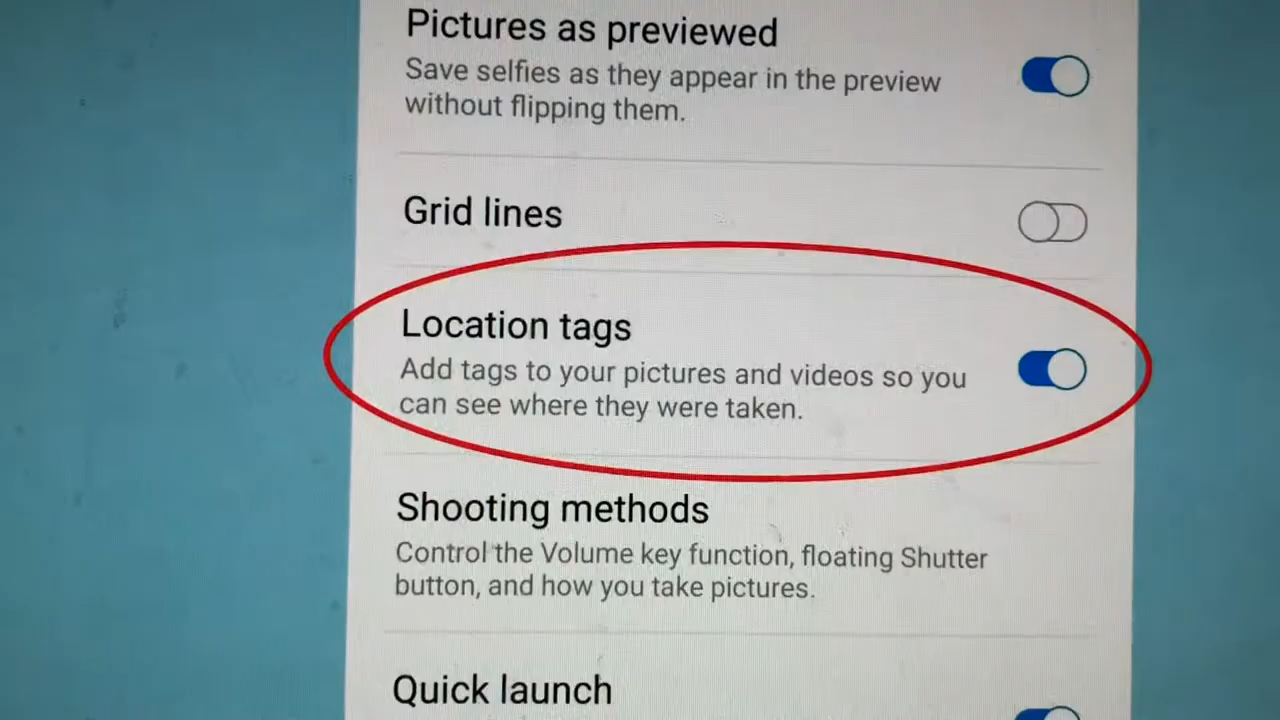 Pictures as previewed
Save selfies as they appear in the preview
without flipping them.
Grid lines
Location tags
Add tags to your pictures and videos so you
can see where they were taken.
Shooting methods
Control the Volume key function, floating Shutter
button, and how you take pictures.
Quick launch